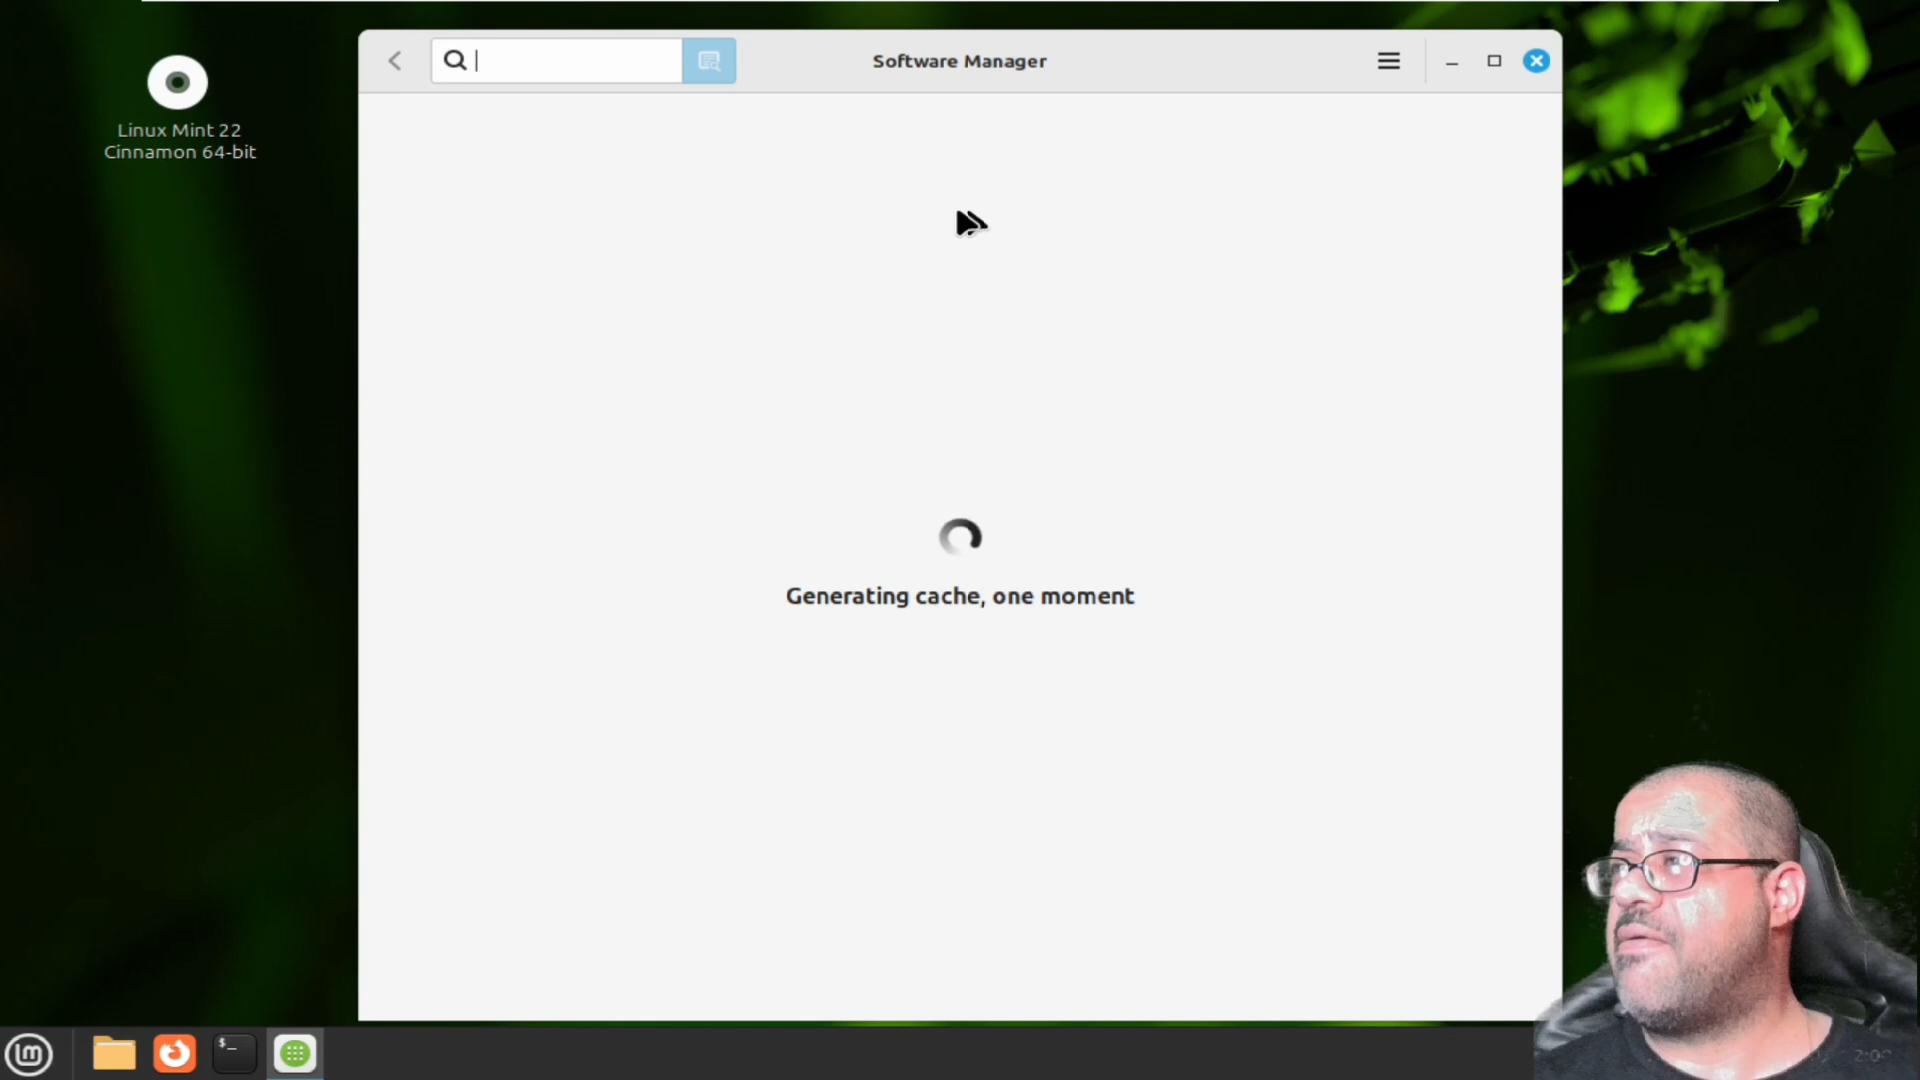 Software Manager
Linux Mint 22
Cinnamon 64-bit
Generating cache, one moment
$_